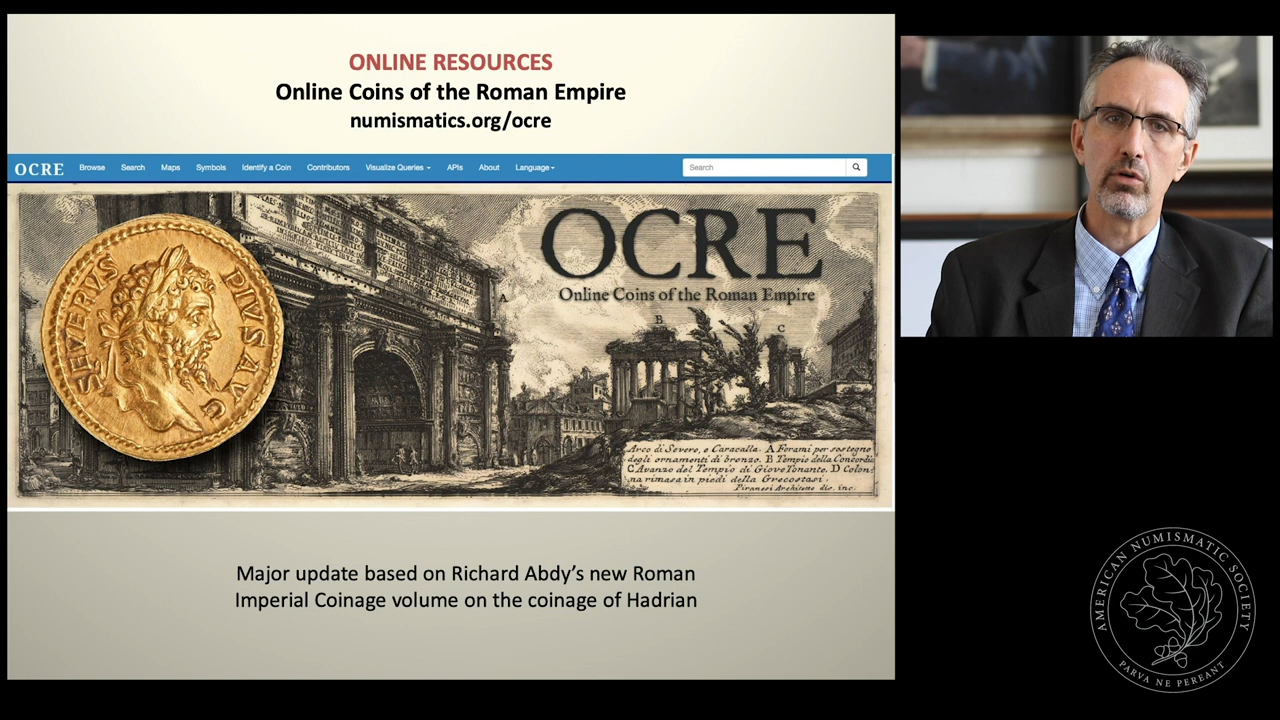 ONLINE RESOURCES
Online Coins of the Roman Empire
numismatics.org/ocre
OCRE Browse Search Maps Symbols Identify a Coin Contributors Visualize Queries APIs About Language Search
SEVERVS PIVS AVG
OCRE
Online Coins of the Roman Empire
A
B
C
Arco di Severo, e Caracalla. A Forami per sostegno
degli ornamenti di bronzo. B Tempio della Concordia
C Avanzo del Tempio di Giove Tonante. D Colon-
na rimasa in piedi della Grecostasi.
Piranesi Architetto dis. inc.
Major update based on Richard Abdy’s new Roman
Imperial Coinage volume on the coinage of Hadrian
AMERICAN NUMISMATIC SOCIETY
PARVA NE PEREANT